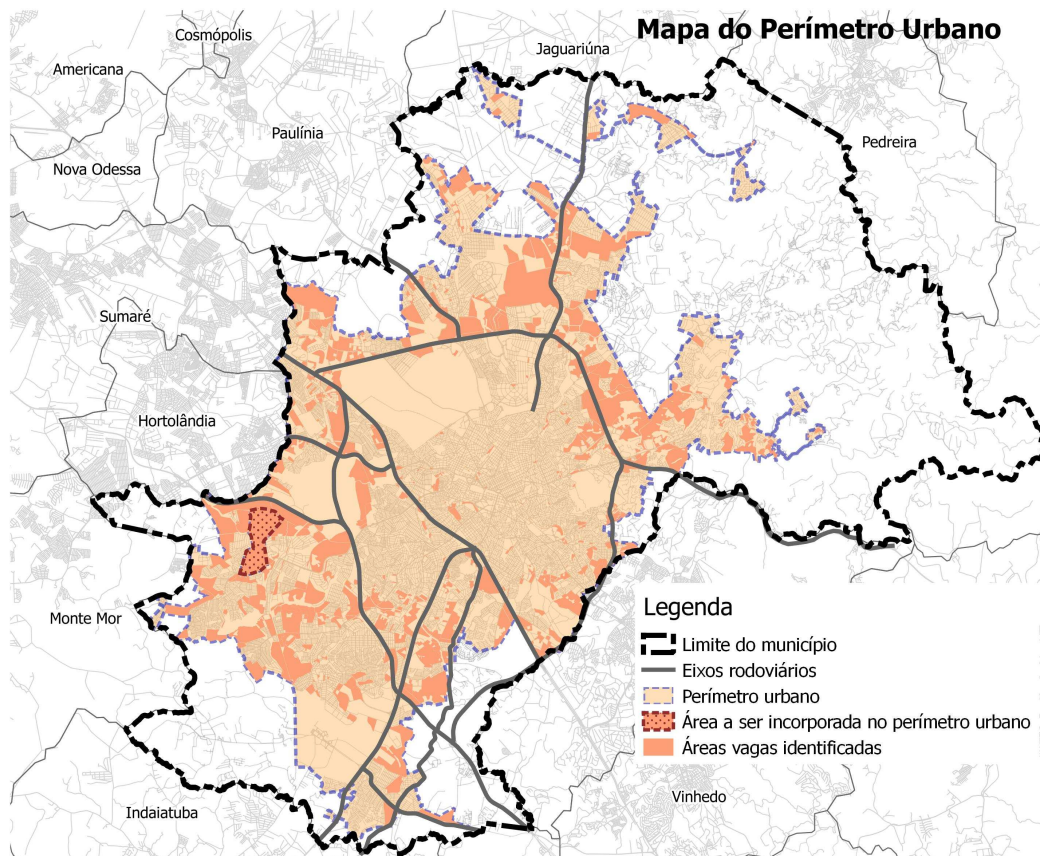 Mapa do Perímetro Urbano
Cosmópolis
Jaguariúna
Americana
Paulínia
Pedreira
Nova Odessa
Sumaré
Hortolândia
Monte Mor
Indaiatuba
Vinhedo
Legenda
Limite do município
Eixos rodoviários
Perímetro urbano
Área a ser incorporada no perímetro urbano
Áreas vagas identificadas